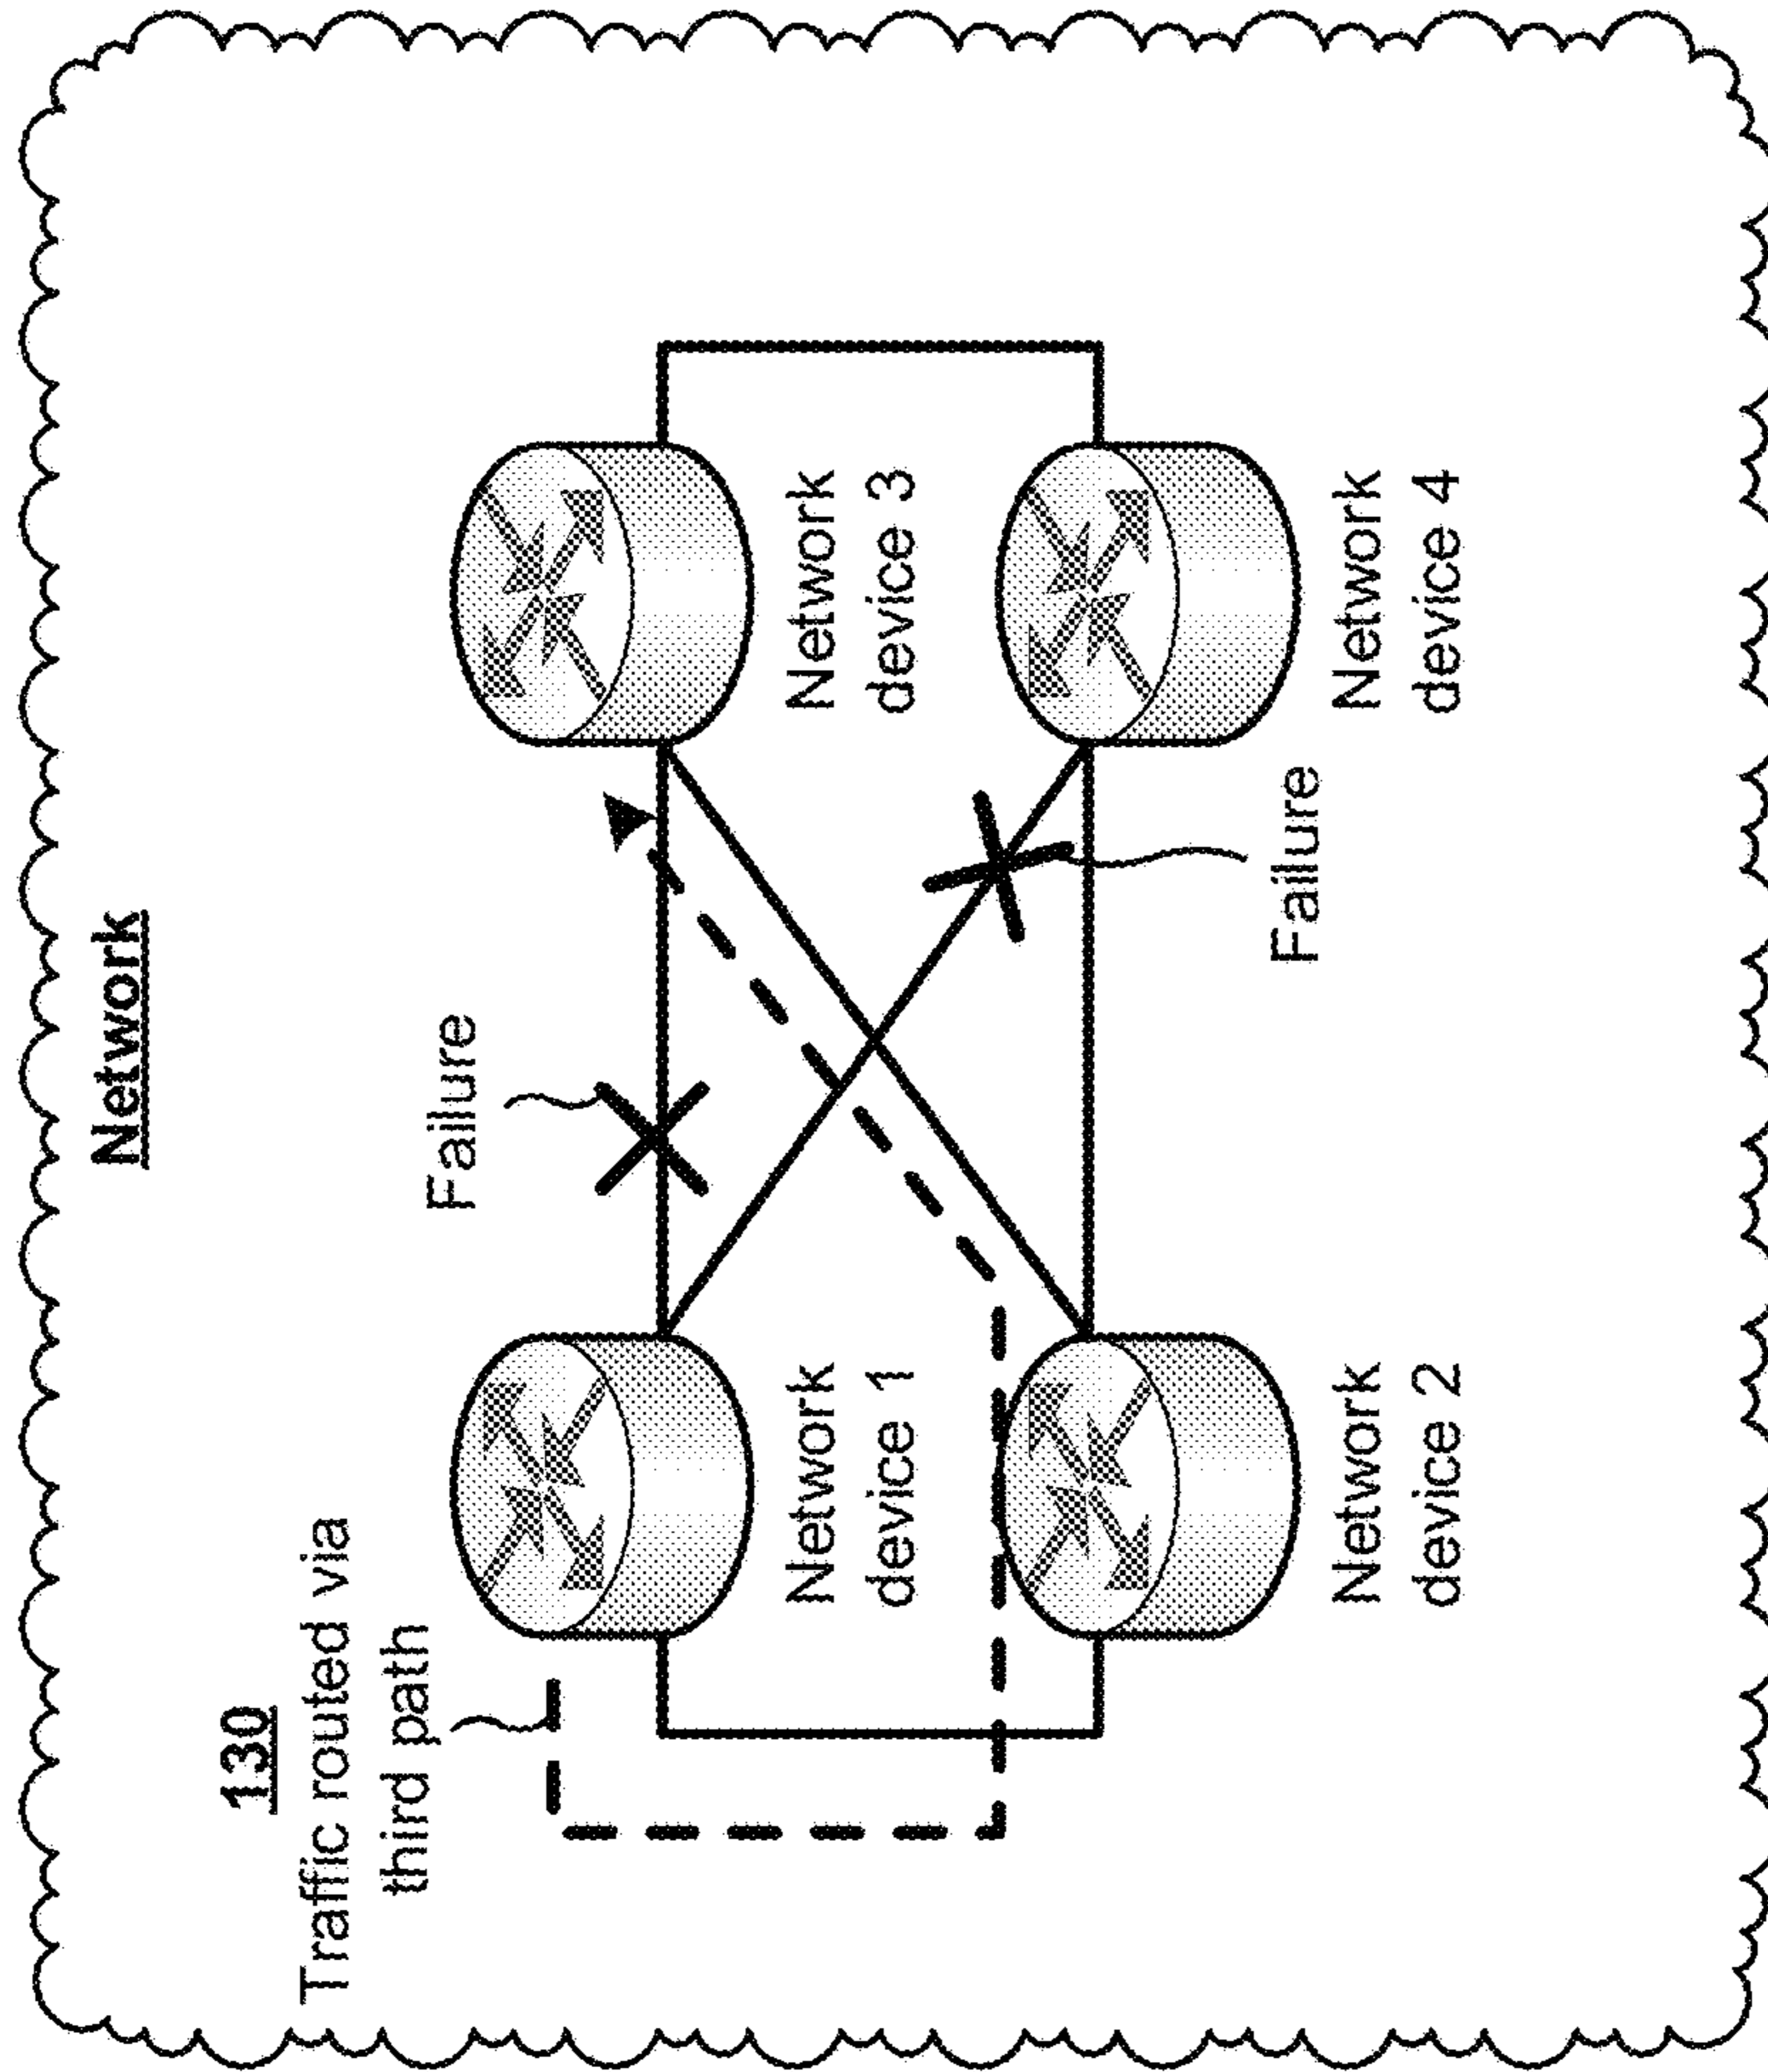 Network
130
Traffic routed via
third path
Failure
Network
device 1
Network
device 3
Failure
Network
device 2
Network
device 4